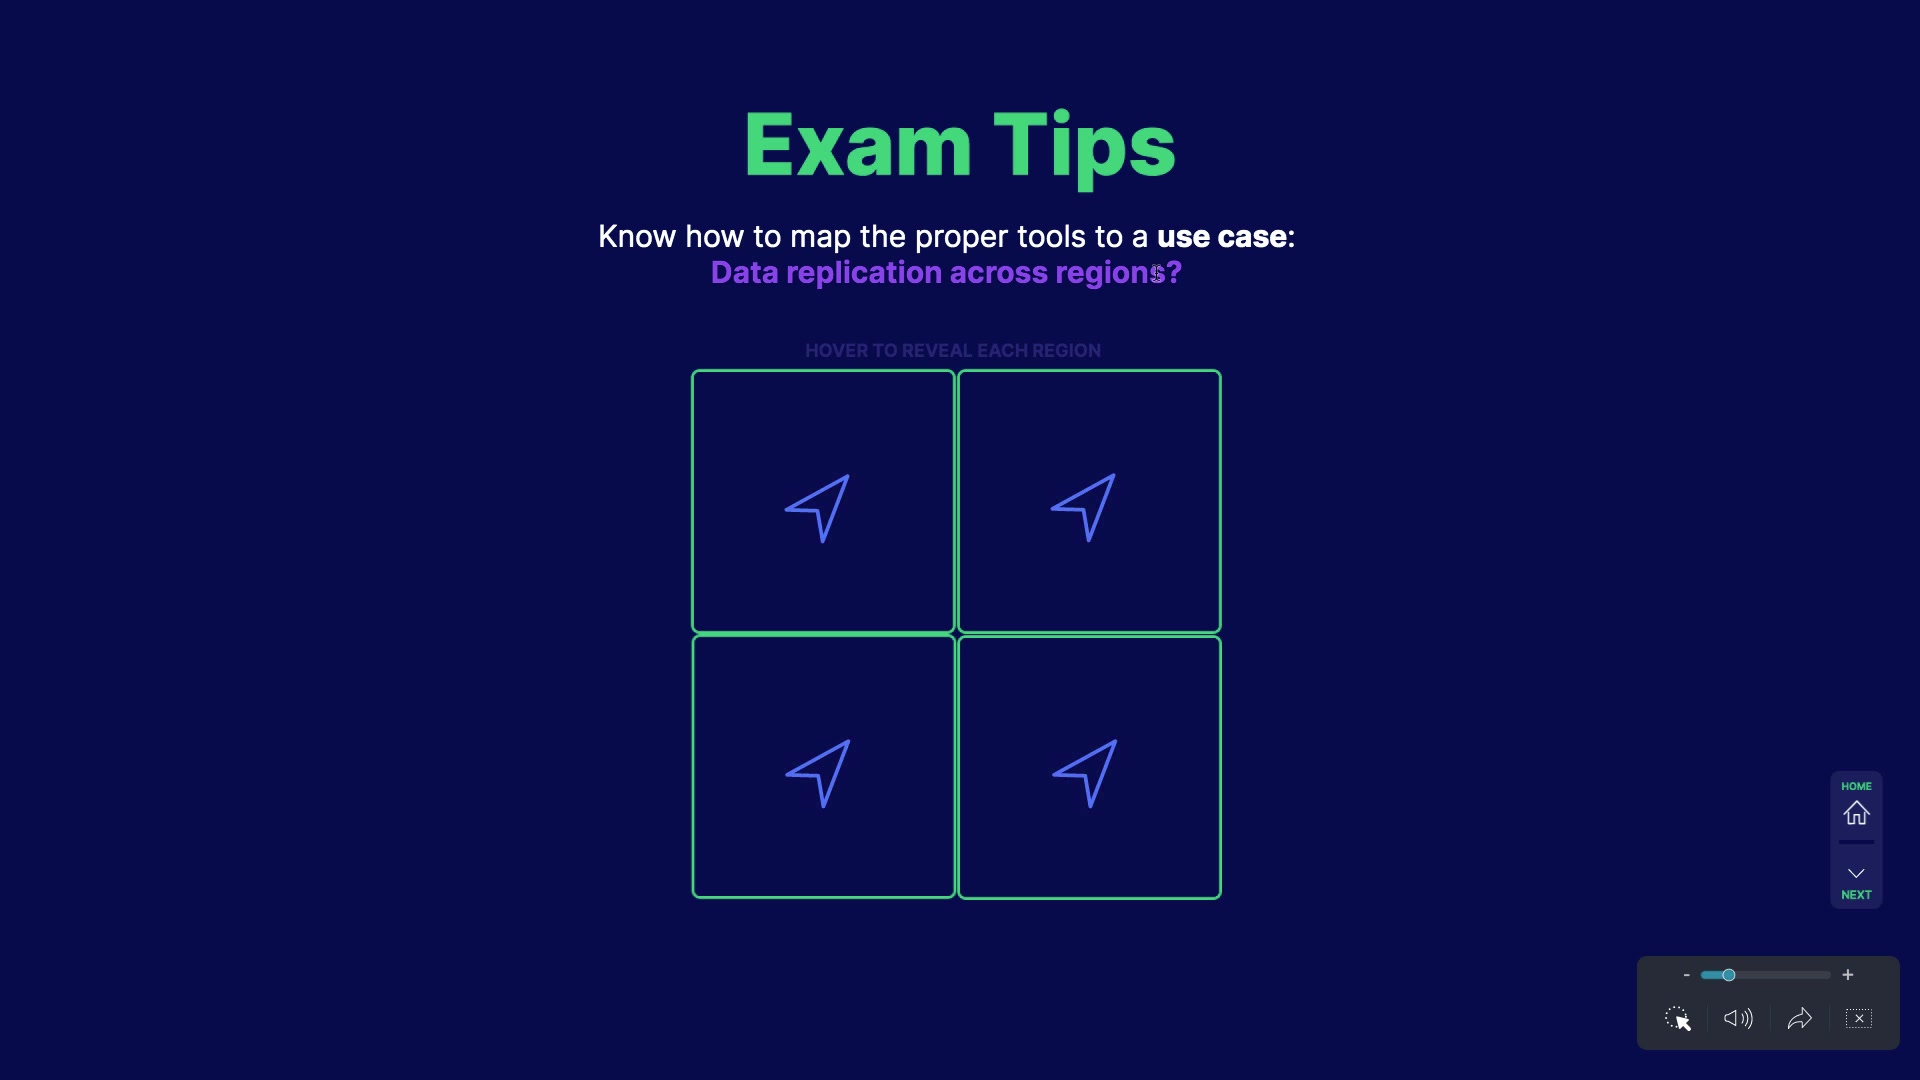 Exam Tips
Know how to map the proper tools to a use case:
Data replication across regions?
HOVER TO REVEAL EACH REGION
HOME
NEXT
- +